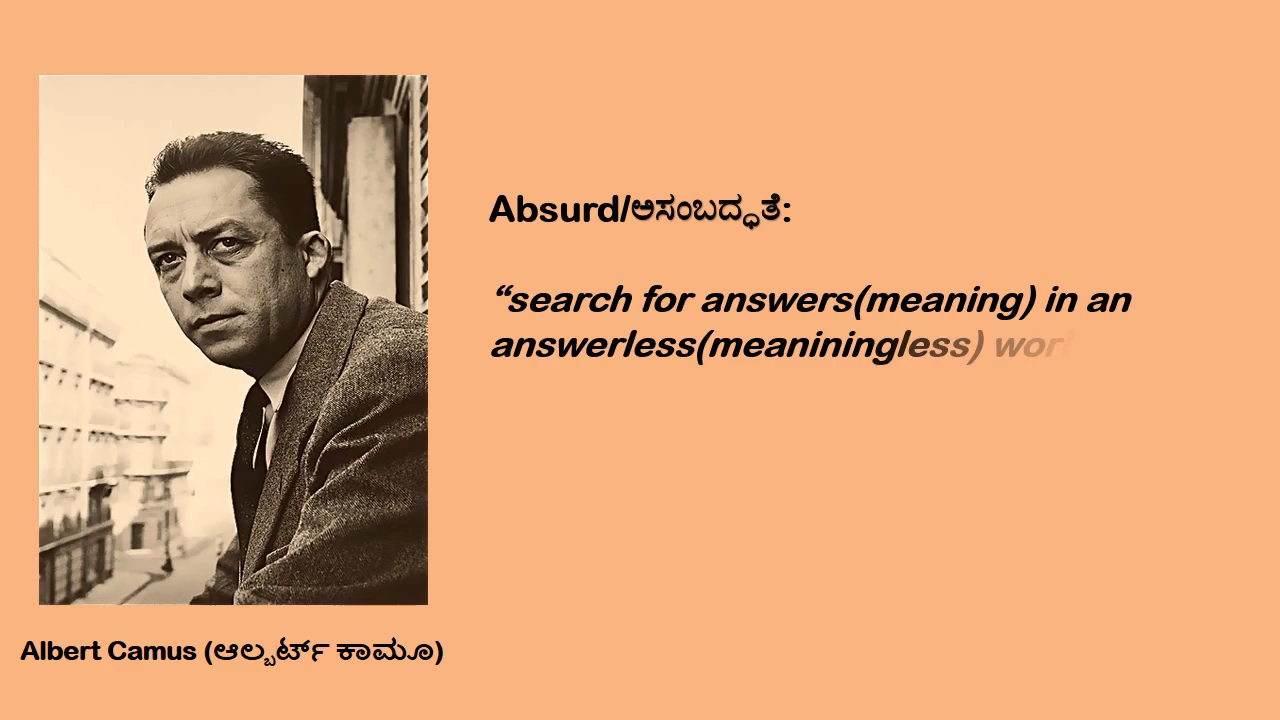 Absurd/ಅಸಂಬದ್ಧತೆ:
“search for answers(meaning) in an
answerless(meaniningless)
Albert Camus (ಆಲ್ಬರ್ಟ್ ಕಾಮೂ)